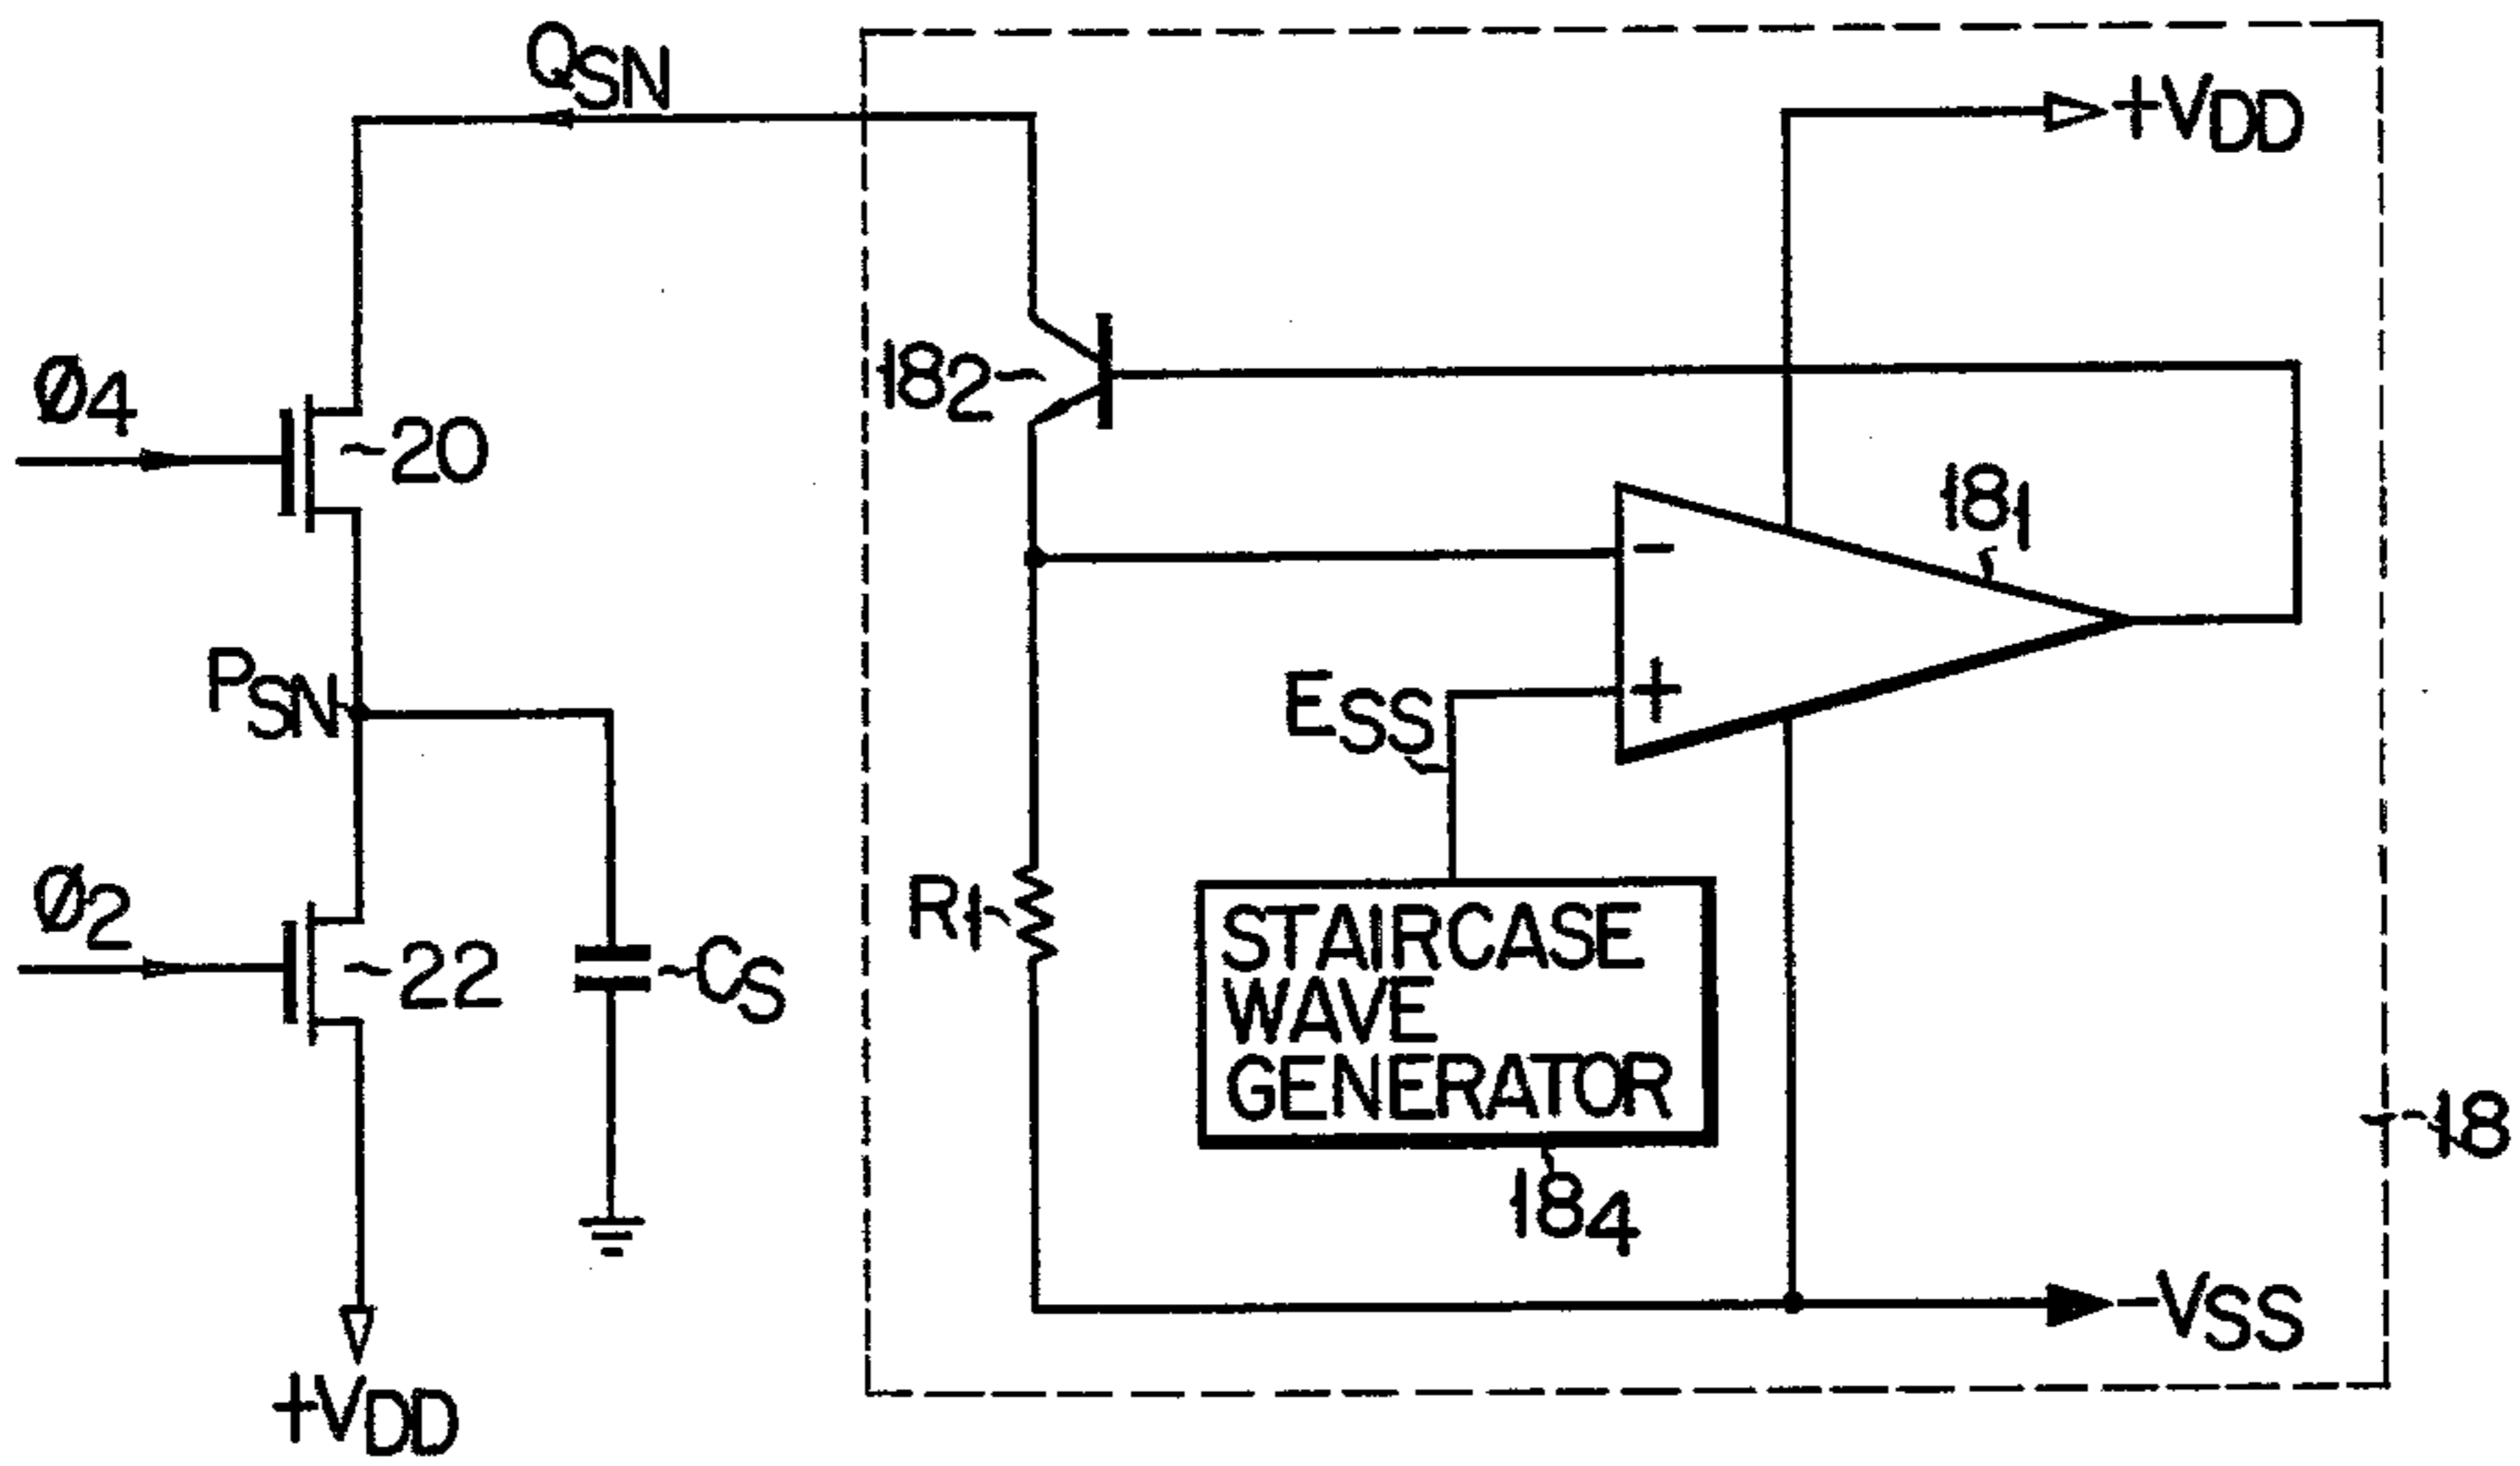 QSN
+VDD
Ø4
182
20
181
-
PSN
ESS
+
Ø2
R1
22
CS
STAIRCASE
WAVE
GENERATOR
18
184
-VSS
+VDD